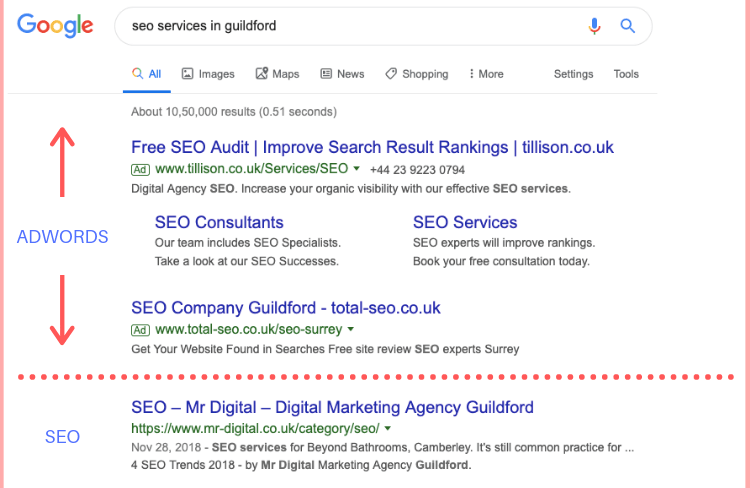 Google seo services in guildford
All Images Maps News Shopping More Settings Tools
About 10,50,000 results (0.51 seconds)
Free SEO Audit | Improve Search Result Rankings | tillison.co.uk
Ad www.tillison.co.uk/Services/SEO +44 23 9223 0794
Digital Agency SEO. Increase your organic visibility with our effective SEO services.
SEO Consultants
Our team includes SEO Specialists.
Take a look at our SEO Successes.
SEO Services
SEO experts will improve rankings.
Book your free consultation today.
ADWORDS
SEO Company Guildford - total-seo.co.uk
Ad www.total-seo.co.uk/seo-surrey
Get Your Website Found in Searches Free site review SEO experts Surrey
SEO – Mr Digital – Digital Marketing Agency Guildford
https://www.mr-digital.co.uk/category/seo/
Nov 28, 2018 - SEO services for Beyond Bathrooms, Camberley. It's still common practice for ...
4 SEO Trends 2018 - by Mr Digital Marketing Agency Guildford.
SEO